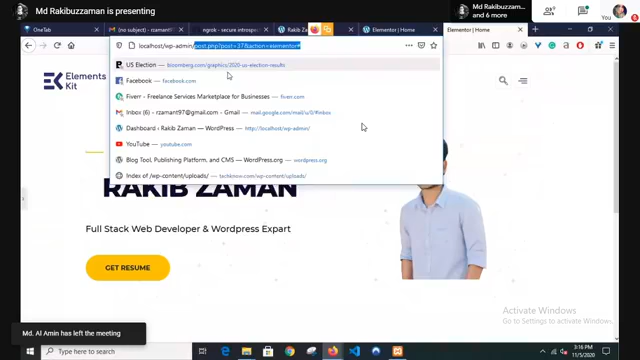 Md Rakibuzzaman is presenting
Md Rakibuzzaman
and 6 more
OneTab
(no subject) - rzamant
ngrok - secure introsp
Rakib Za
Elementor | Home
Elementor | Home
localhost/wp-admin/post.php?post=37&action=elementor#
US Election — bloomberg.com/graphics/2020-us-election-results
Facebook — facebook.com
Fiverr - Freelance Services Marketplace for Businesses — fiverr.com
Inbox (6) - rzamant97@gmail.com - Gmail — mail.google.com/mail/u/0/#inbox
Dashboard ‹ Rakib Zaman — WordPress — http://localhost/wp-admin/
YouTube — youtube.com
Blog Tool, Publishing Platform, and CMS — WordPress.org — wordpress.org
Index of /wp-content/uploads/ — techknow.com/wp-content/uploads/
Elements
Kit
RAKIB ZAMAN
Full Stack Web Developer & Wordpress Expart
GET RESUME
Activate Windows
Go to Settings to activate Windows.
Md. Al Amin has left the meeting
Type here to search
3:16 PM
11/5/2020